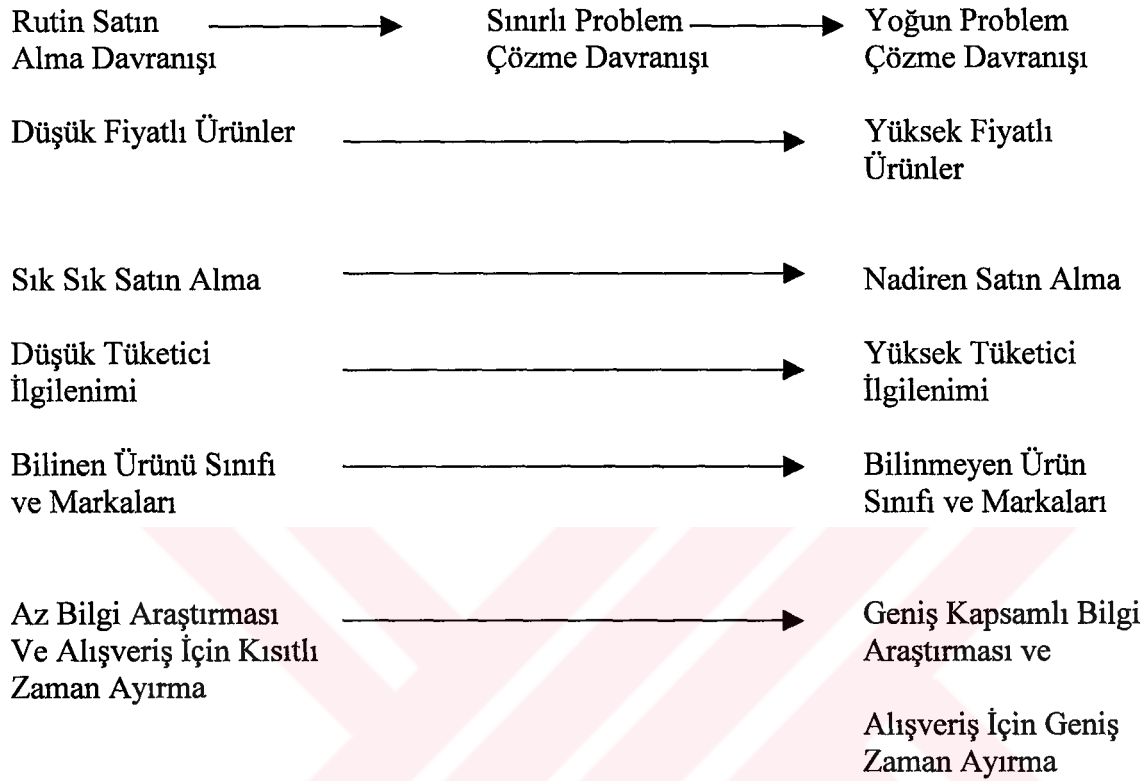 Rutin Satın
Alma Davranışı
Sınırlı Problem
Çözme Davranışı
Yoğun Problem
Çözme Davranışı
Düşük Fiyatlı Ürünler
Yüksek Fiyatlı
Ürünler
Sık Sık Satın Alma
Nadiren Satın Alma
Düşük Tüketici
İlgilenimi
Yüksek Tüketici
İlgilenimi
Bilinen Ürünü Sınıfı
ve Markaları
Bilinmeyen Ürün
Sınıfı ve Markaları
Az Bilgi Araştırması
Ve Alışveriş İçin Kısıtlı
Zaman Ayırma
Geniş Kapsamlı Bilgi
Araştırması ve
Alışveriş İçin Geniş
Zaman Ayırma